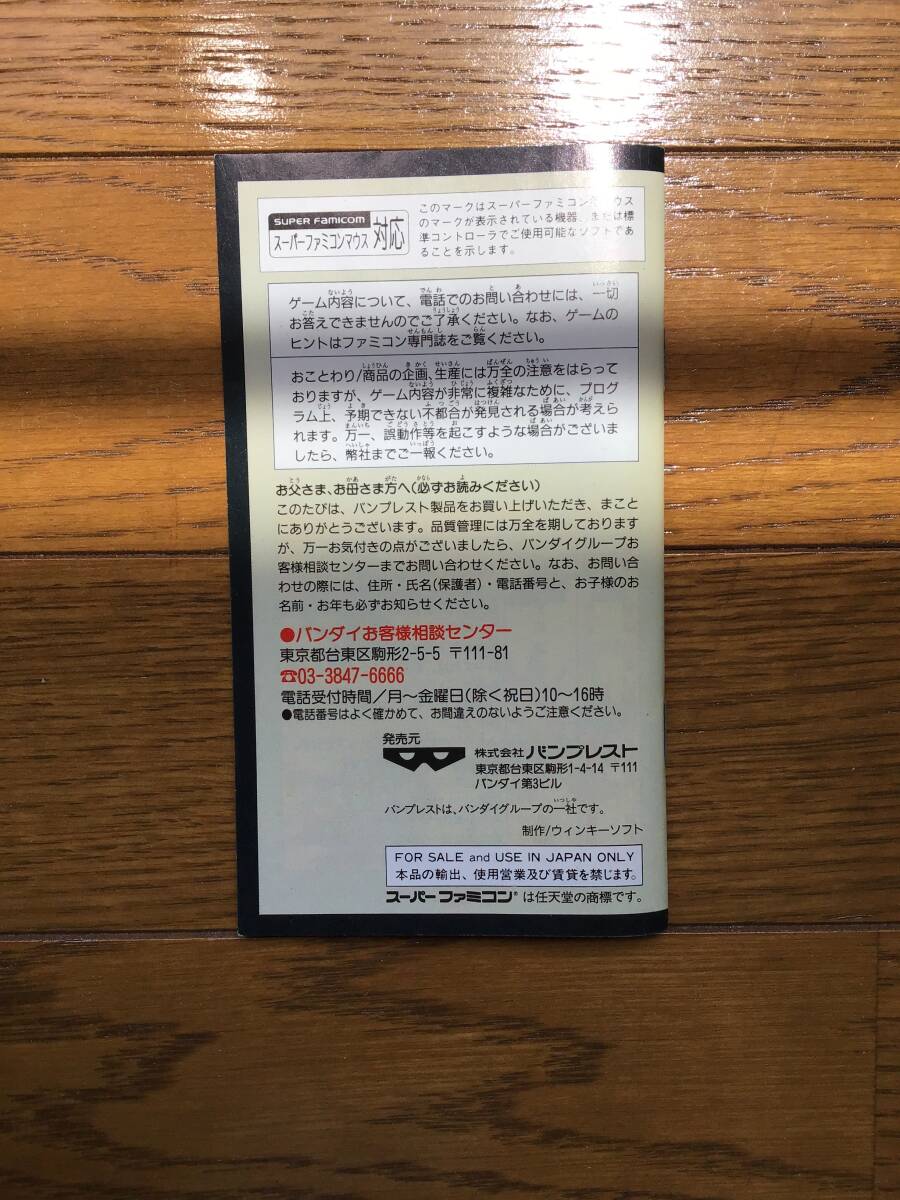 SUPER FAMICOM
スーパーファミコンマウス 対応
このマークはスーパーファミコン用マウス
のマークが表示されている機器、または標
準コントローラでご使用可能なソフトであ
ることを示します。
ゲーム内容について、電話でのお問い合わせには、一切
お答えできませんのでご了承ください。なお、ゲームの
ヒントはファミコン専門誌をご覧ください。
おことわり/商品の企画、生産には万全の注意をはらって
おりますが、ゲーム内容が非常に複雑なために、プログ
ラム上、予期できない不都合が発見される場合が考えら
れます。万一、誤動作等を起こすような場合がございま
したら、幣社までご一報ください。
お父さま、お母さま方へ(必ずお読みください)
このたびは、バンプレスト製品をお買い上げいただき、まこと
にありがとうございます。品質管理には万全を期しております
が、万一お気付きの点がございましたら、バンダイグループお
客様相談センターまでお問い合わせください。なお、お問い合
わせの際には、住所・氏名(保護者)・電話番号と、お子様のお
名前・お年も必ずお知らせください。
●バンダイお客様相談センター
東京都台東区駒形2-5-5 〒111-81
☎03-3847-6666
電話受付時間/月〜金曜日(除く祝日)10〜16時
●電話番号はよく確かめて、お間違えのないようご注意ください。
発売元
株式会社 バンプレスト
東京都台東区駒形1-4-14 〒111
バンダイ第3ビル
バンプレストは、バンダイグループの一社です。
制作/ウィンキーソフト
FOR SALE and USE IN JAPAN ONLY
本品の輸出、使用営業及び賃貸を禁じます。
スーパーファミコン® は任天堂の商標です。